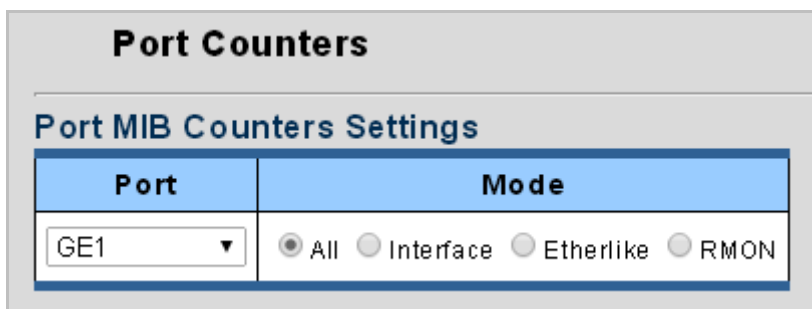 Port Counters
Port MIB Counters Settings
Port Mode
GE1 All Interface Etherlike RMON